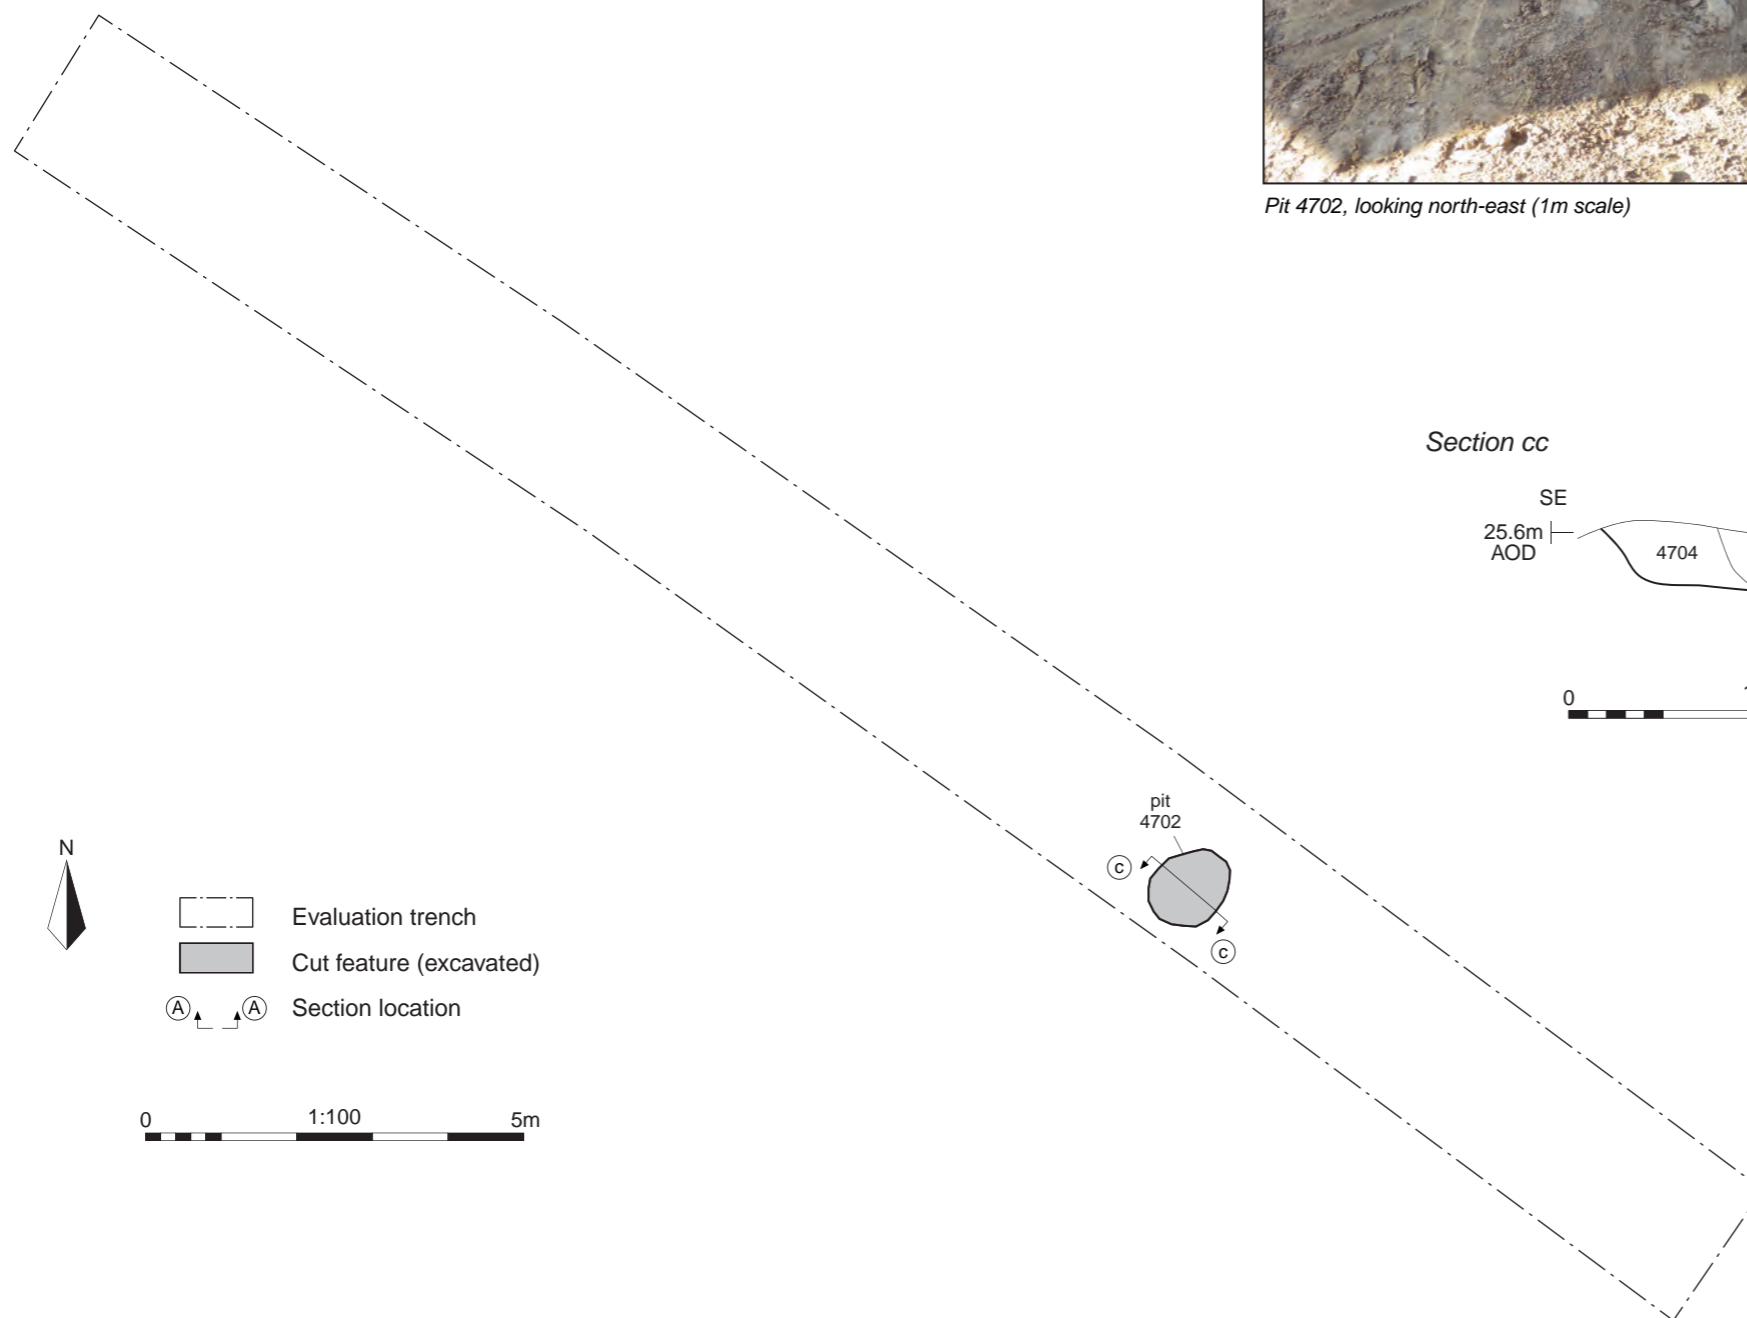 Pit 4702, looking north-east (1m scale)
Section cc
SE
25.6m
AOD
4704
0
pit
4702
c
c
N
Evaluation trench
Cut feature (excavated)
A A Section location
0 1:100 5m